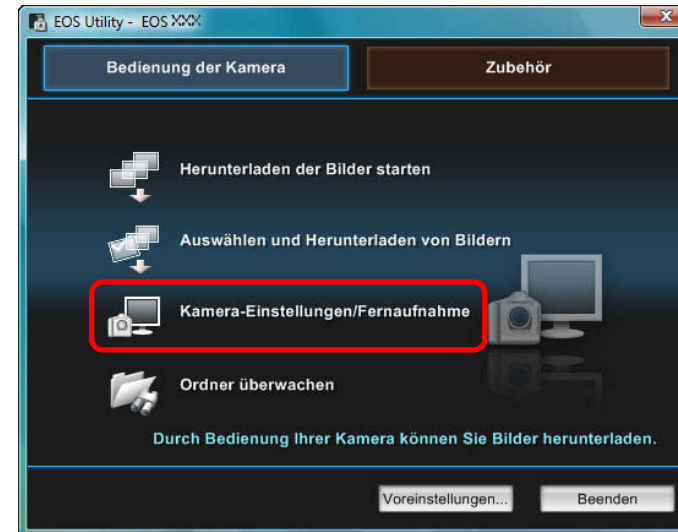 EOS Utility - EOS XXX
Bedienung der Kamera
Zubehör
Herunterladen der Bilder starten
Auswählen und Herunterladen von Bildern
Kamera-Einstellungen/Fernaufnahme
Ordner überwachen
Durch Bedienung Ihrer Kamera können Sie Bilder herunterladen.
Voreinstellungen...
Beenden